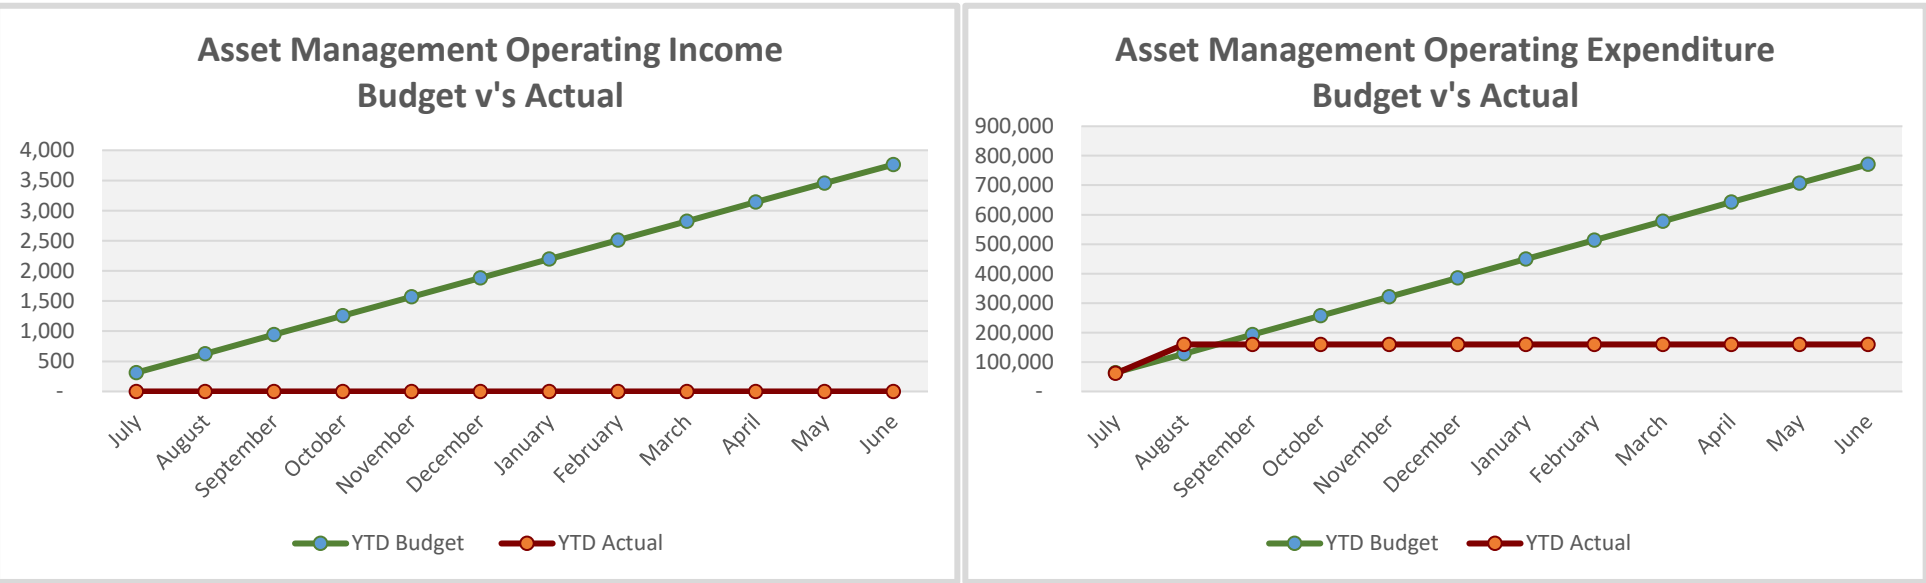 Asset Management Operating Income
Budget v's Actual
4,000
3,500
3,000
2,500
2,000
1,500
1,000
500
-
July
August
September
October
November
December
January
February
March
April
May
June
YTD Budget
YTD Actual
Asset Management Operating Expenditure
Budget v's Actual
900,000
800,000
700,000
600,000
500,000
400,000
300,000
200,000
100,000
-
July
August
September
October
November
December
January
February
March
April
May
June
YTD Budget
YTD Actual